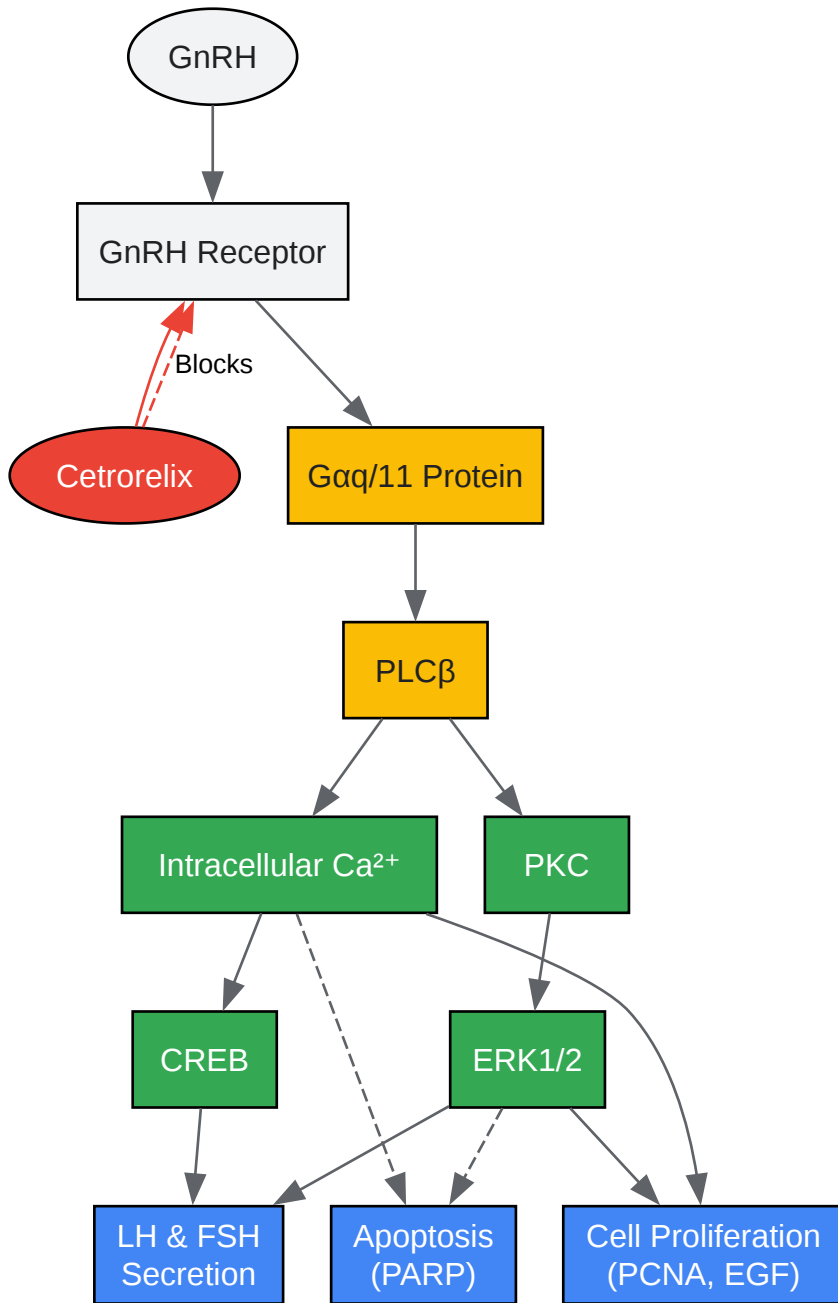 GnRH
GnRH Receptor
Blocks
Cetrorelix
Gαq/11 Protein
PLCβ
Intracellular Ca²⁺
PKC
CREB
ERK1/2
LH & FSH
Secretion
Apoptosis
(PARP)
Cell Proliferation
(PCNA, EGF)